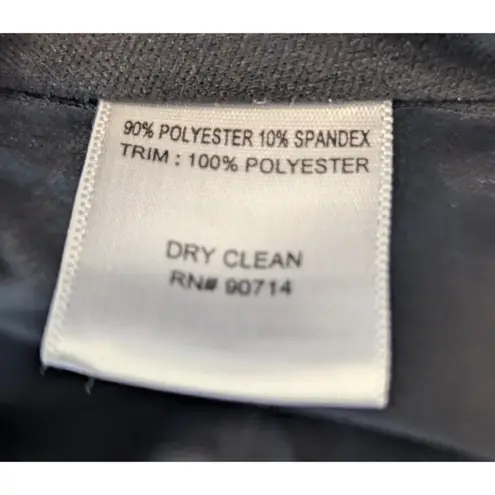 90% POLYESTER 10% SPANDEX
TRIM : 100% POLYESTER
DRY CLEAN
RN# 90714